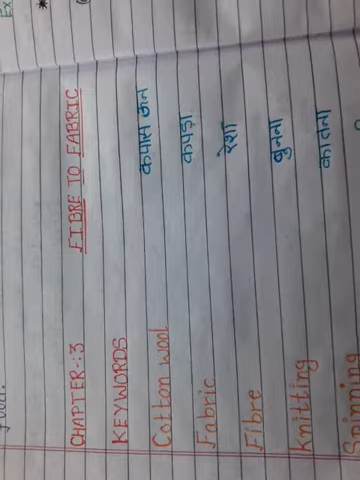 CHAPTER-:3 FIBRE TO FABRIC
KEYWORDS
Cotton wool कपास ऊन
Fabric कपड़ा
Fibre रेशा
Knitting बुनना
Spinning कातना